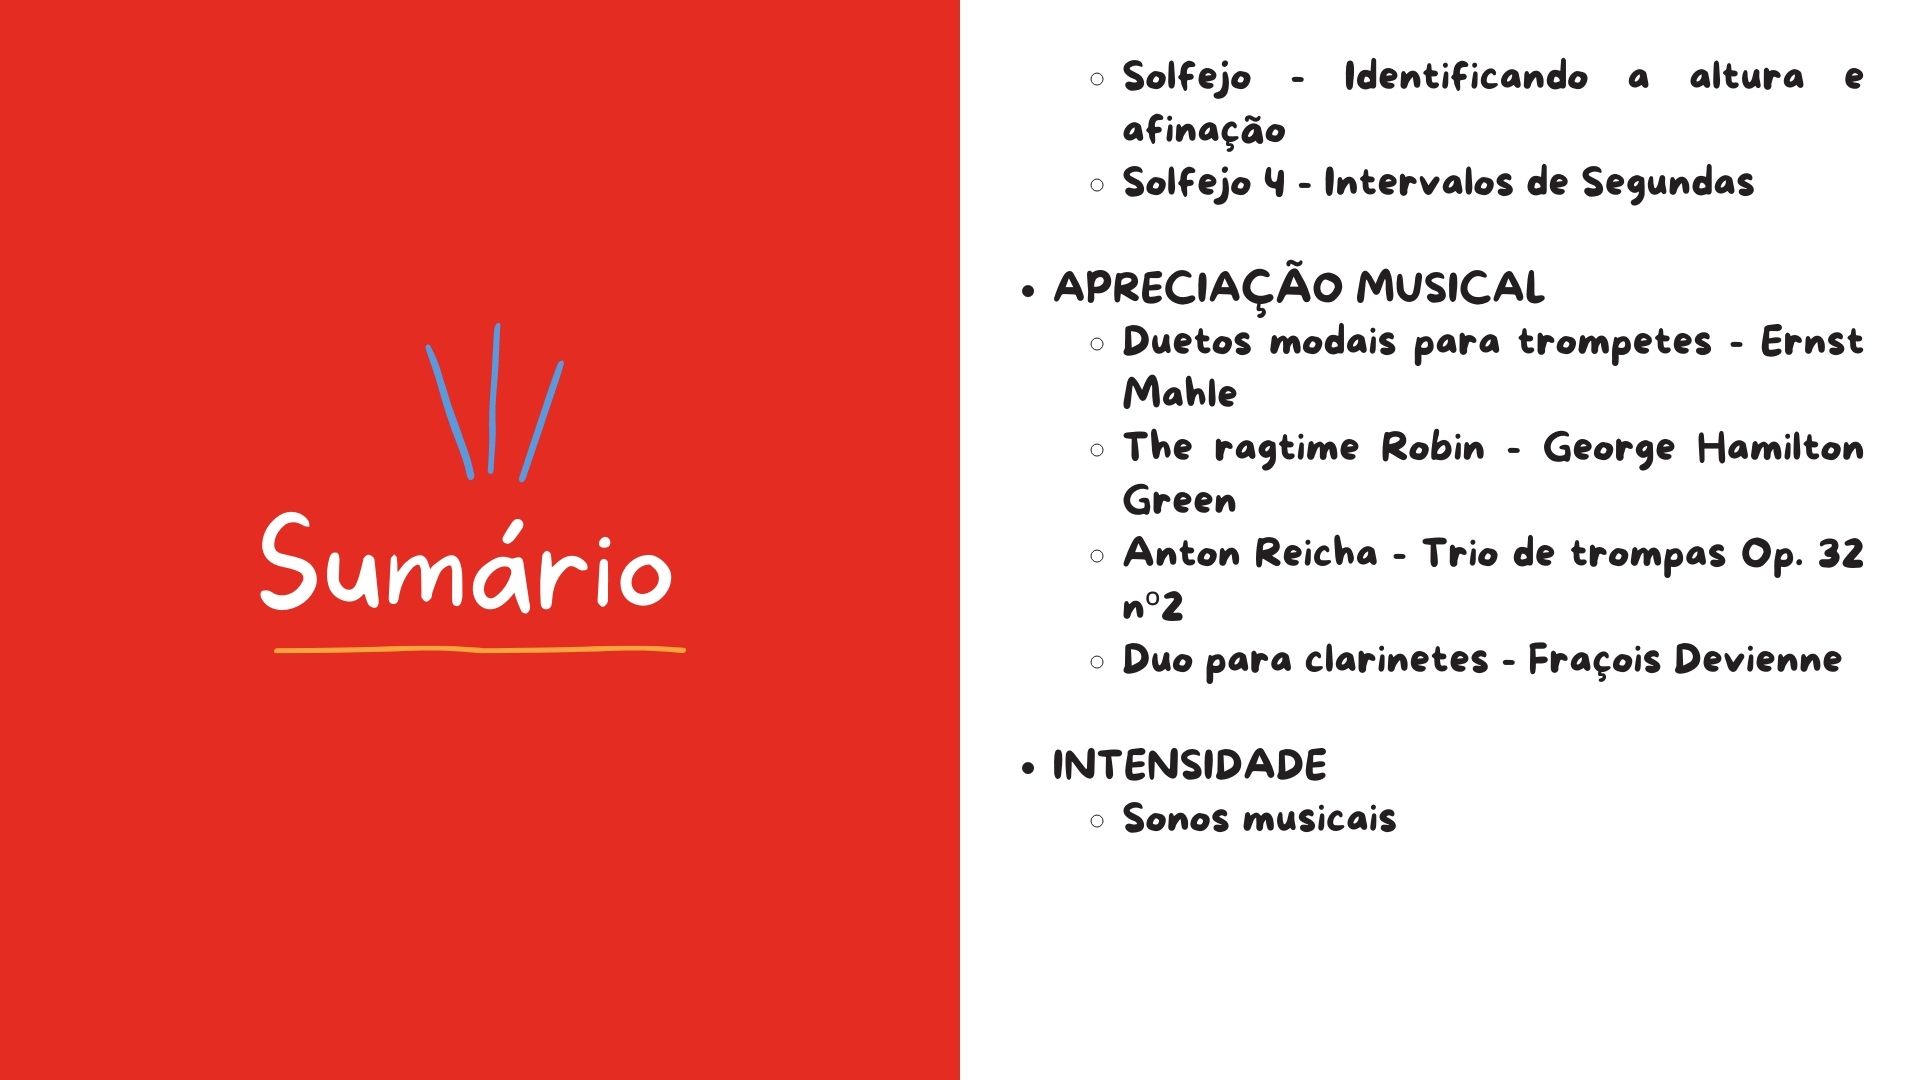 Sumário
Solfejo - Identificando a altura e
afinação
Solfejo 4 - Intervalos de Segundas
APRECIAÇÃO MUSICAL
Duetos modais para trompetes - Ernst
Mahle
The ragtime Robin - George Hamilton
Green
Anton Reicha - Trio de trompas Op. 32
nº2
Duo para clarinetes - Fraçois Devienne
INTENSIDADE
Sonos musicais